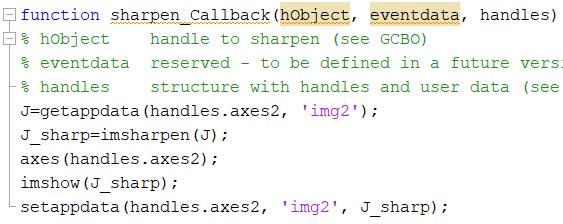 function sharpen_Callback(hObject, eventdata, handles)
% hObject    handle to sharpen (see GCBO)
% eventdata  reserved - to be defined in a future versi
% handles    structure with handles and user data (see
J=getappdata(handles.axes2, 'img2');
J_sharp=imsharpen(J);
axes(handles.axes2);
imshow(J_sharp);
setappdata(handles.axes2, 'img2', J_sharp);